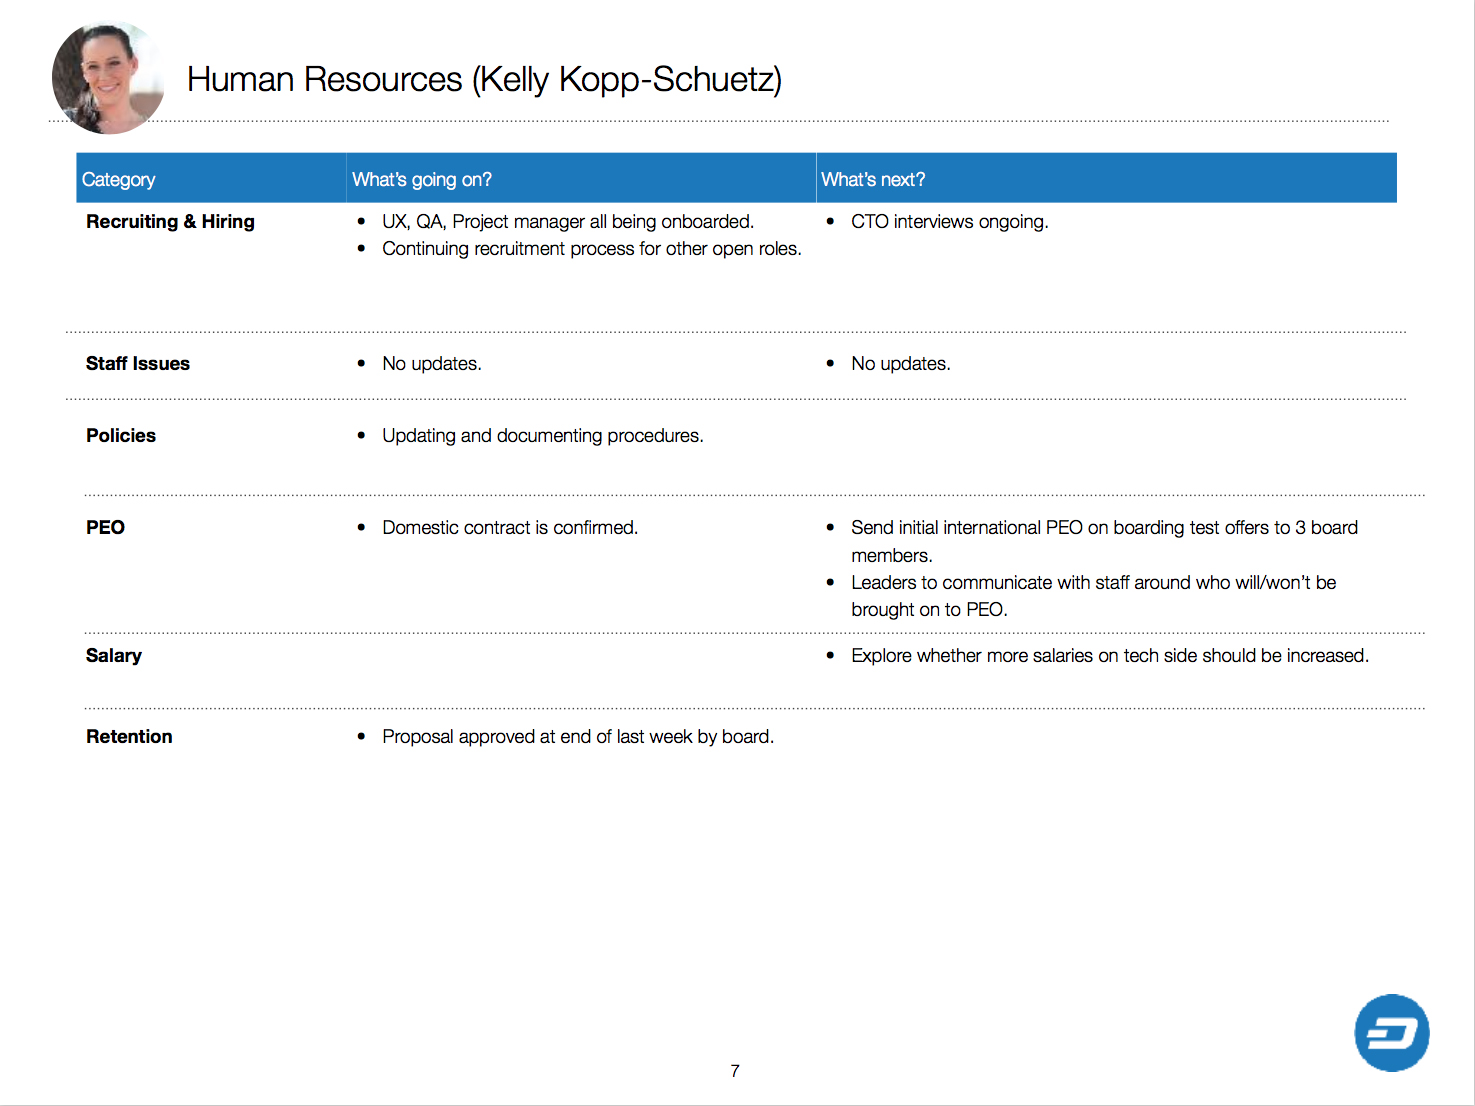 Human Resources (Kelly Kopp-Schuetz)
Category What's going on? What's next?
Recruiting & Hiring
• UX, QA, Project manager all being onboarded.
• Continuing recruitment process for other open roles.
• CTO interviews ongoing.
Staff Issues
• No updates.
• No updates.
Policies
• Updating and documenting procedures.
PEO
• Domestic contract is confirmed.
• Send initial international PEO on boarding test offers to 3 board
members.
• Leaders to communicate with staff around who will/won't be
brought on to PEO.
Salary
• Explore whether more salaries on tech side should be increased.
Retention
• Proposal approved at end of last week by board.
7